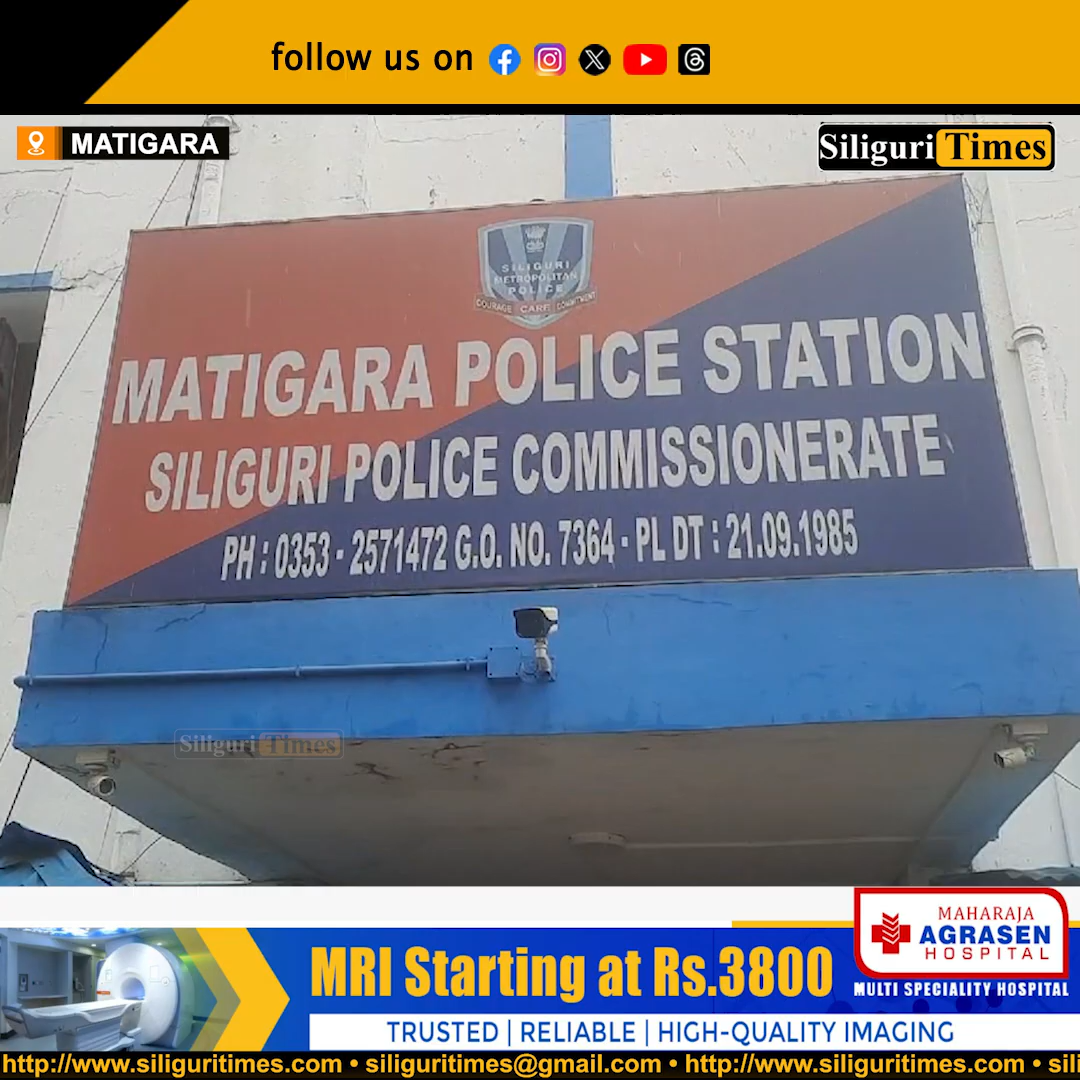 follow us on
MATIGARA
Siliguri Times
SILIGURI
METROPOLITAN
POLICE
COURAGE CARE COMMITMENT
MATIGARA POLICE STATION
SILIGURI POLICE COMMISSIONERATE
PH : 0353 - 2571472 G.O. NO. 7364 - PL DT : 21.09.1985
Siliguri Times
MAHARAJA
AGRASEN
HOSPITAL
MULTI SPECIALITY HOSPITAL
MRI Starting at Rs.3800
TRUSTED | RELIABLE | HIGH-QUALITY IMAGING
http://www.siliguritimes.com • siliguritimes@gmail.com • http://www.siliguritimes.com • sili